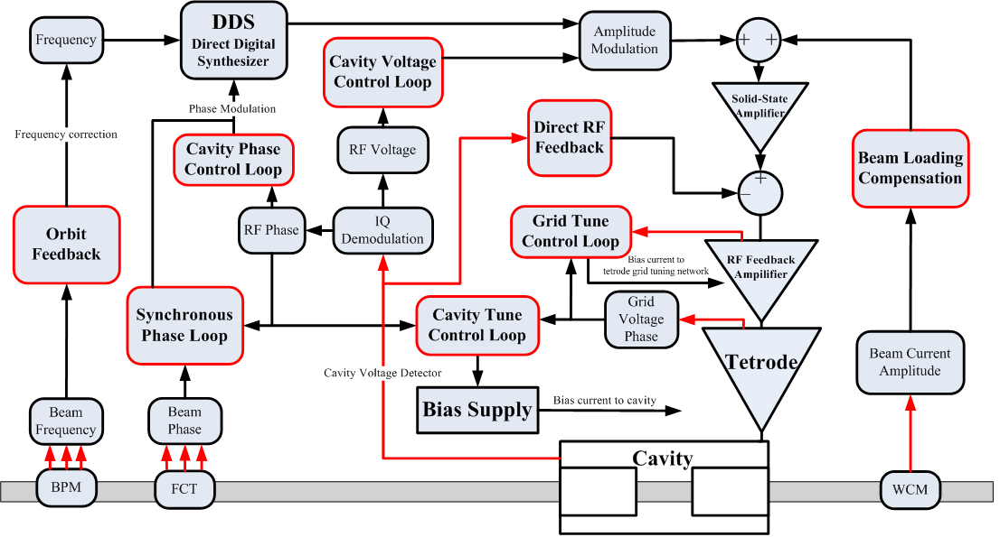 Frequency
DDS
Direct Digital
Synthesizer
Cavity Voltage
Control Loop
Amplitude
Modulation
+ +
Solid-State
Amplifier
Phase Modulation
Frequency correction
Cavity Phase
Control Loop
RF Voltage
Direct RF
Feedback
Beam Loading
Compensation
+
−
Orbit
Feedback
RF Phase
IQ
Demodulation
Grid Tune
Control Loop
Bias current to
tetrode grid tuning network
RF Feedback
Ampilifier
Synchronous
Phase Loop
Cavity Tune
Control Loop
Grid
Voltage
Phase
Tetrode
Beam Current
Amplitude
Cavity Voltage Detector
Beam
Frequency
Beam
Phase
Bias Supply
Bias current to cavity
Cavity
BPM
FCT
WCM